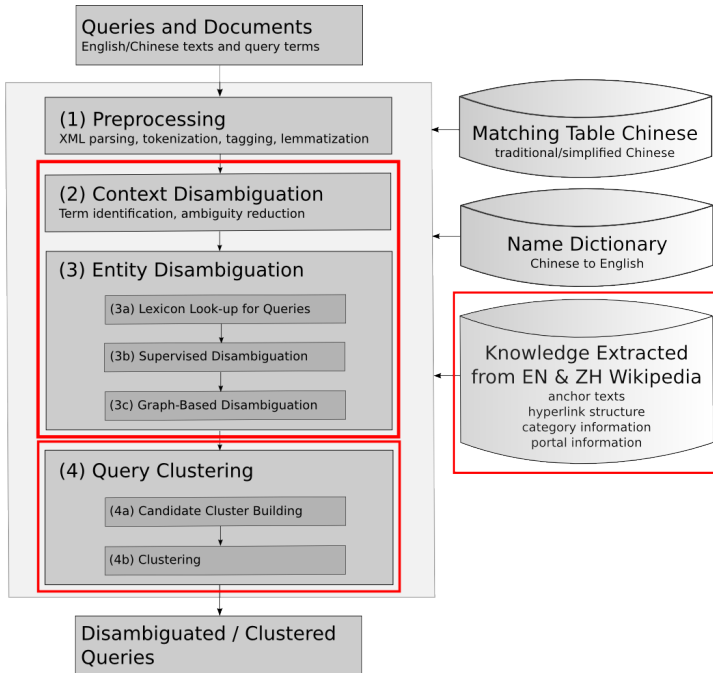 Queries and Documents
English/Chinese texts and query terms
(1) Preprocessing
XML parsing, tokenization, tagging, lemmatization
(2) Context Disambiguation
Term identification, ambiguity reduction
(3) Entity Disambiguation
(3a) Lexicon Look-up for Queries
(3b) Supervised Disambiguation
(3c) Graph-Based Disambiguation
(4) Query Clustering
(4a) Candidate Cluster Building
(4b) Clustering
Disambiguated / Clustered
Queries
Matching Table Chinese
traditional/simplified Chinese
Name Dictionary
Chinese to English
Knowledge Extracted
from EN & ZH Wikipedia
anchor texts
hyperlink structure
category information
portal information